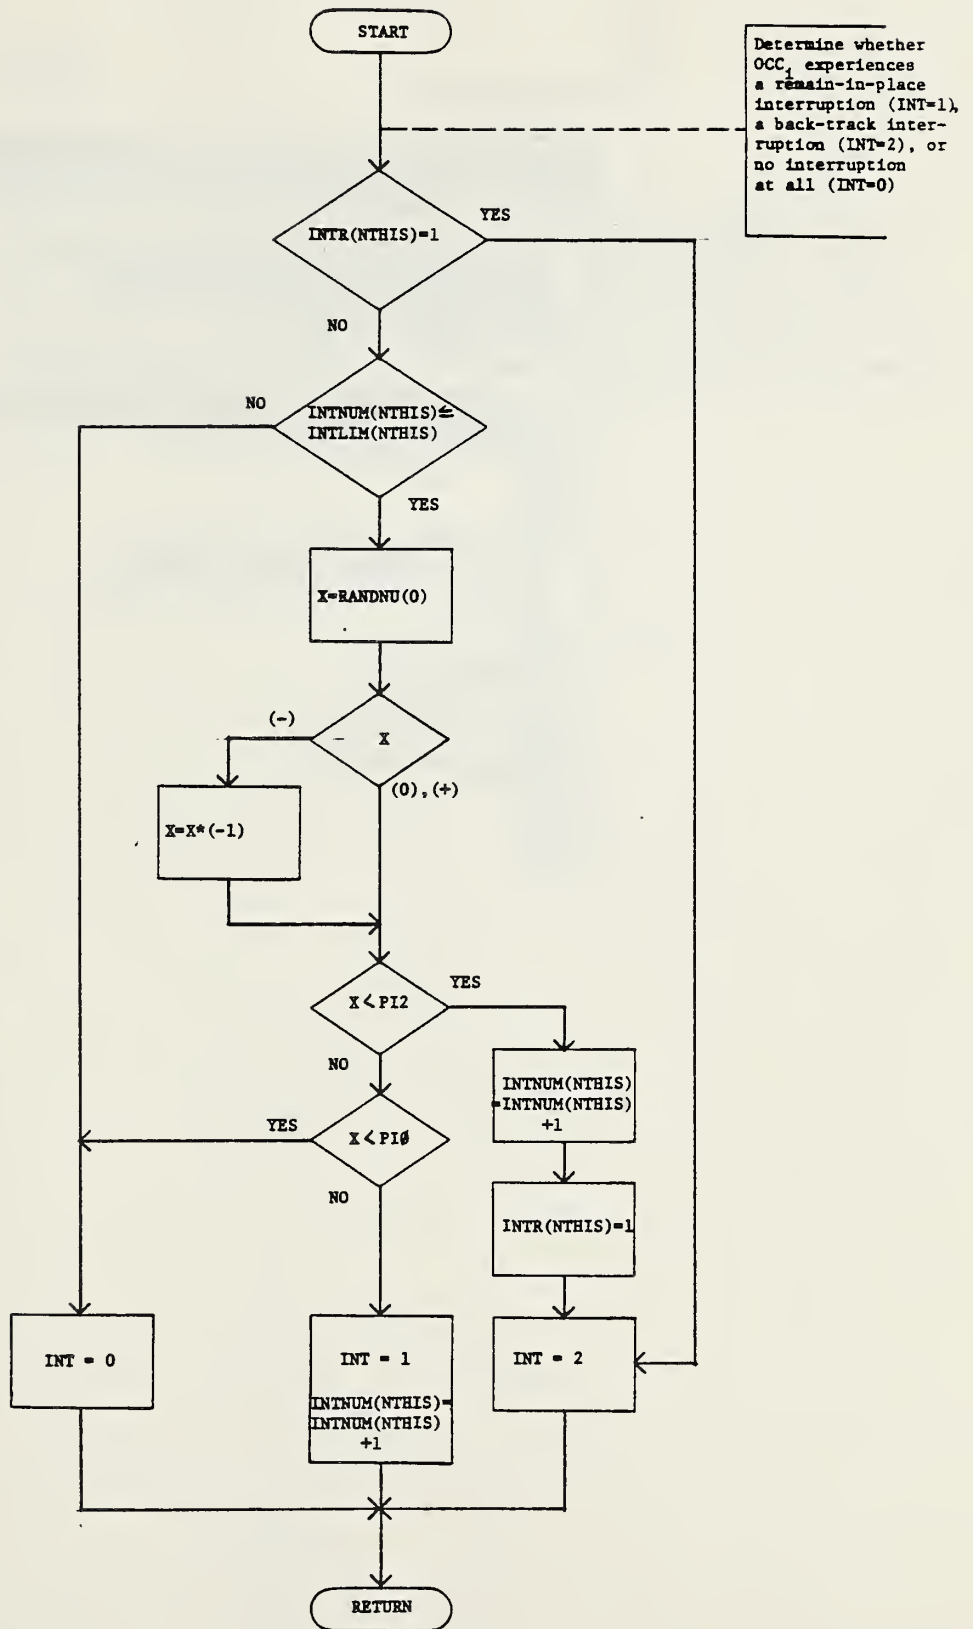 START
Determine whether
OCCi experiences
a remain-in-place
interruption (INT=1),
a back-track inter-
ruption (INT=2), or
no interruption
at all (INT=0)
INTR(NTHIS)=1
YES
NO
INTNUM(NTHIS)≤
INTLIM(NTHIS)
NO
YES
X=RANDNU(0)
X
(-)
(0),(+)
X=X*(-1)
X<PI2
YES
NO
INTNUM(NTHIS)
=INTNUM(NTHIS)
+1
X<PIØ
YES
NO
INTR(NTHIS)=1
INT = 0
INT = 1
INTNUM(NTHIS)=
INTNUM(NTHIS)
+1
INT = 2
RETURN